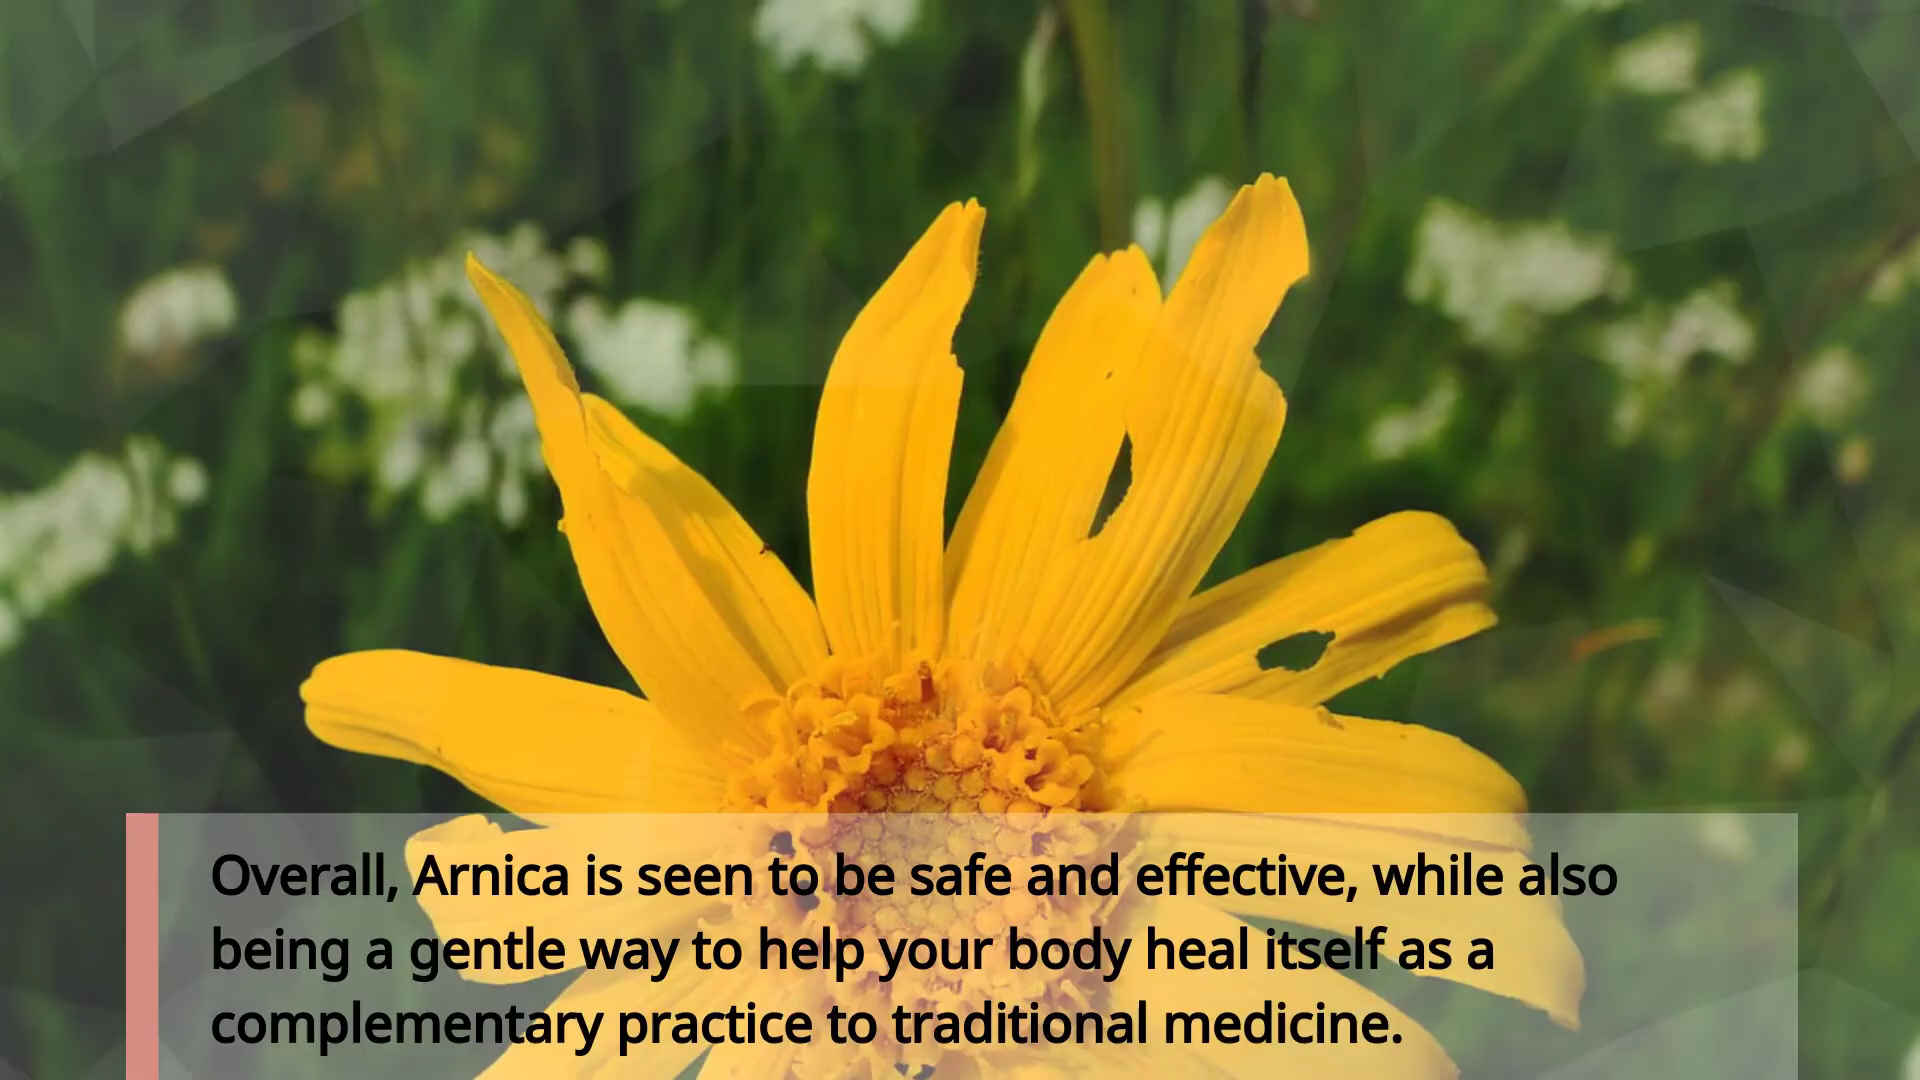 Overall, Arnica is seen to be safe and effective, while also
being a gentle way to help your body heal itself as a
complementary practice to traditional medicine.